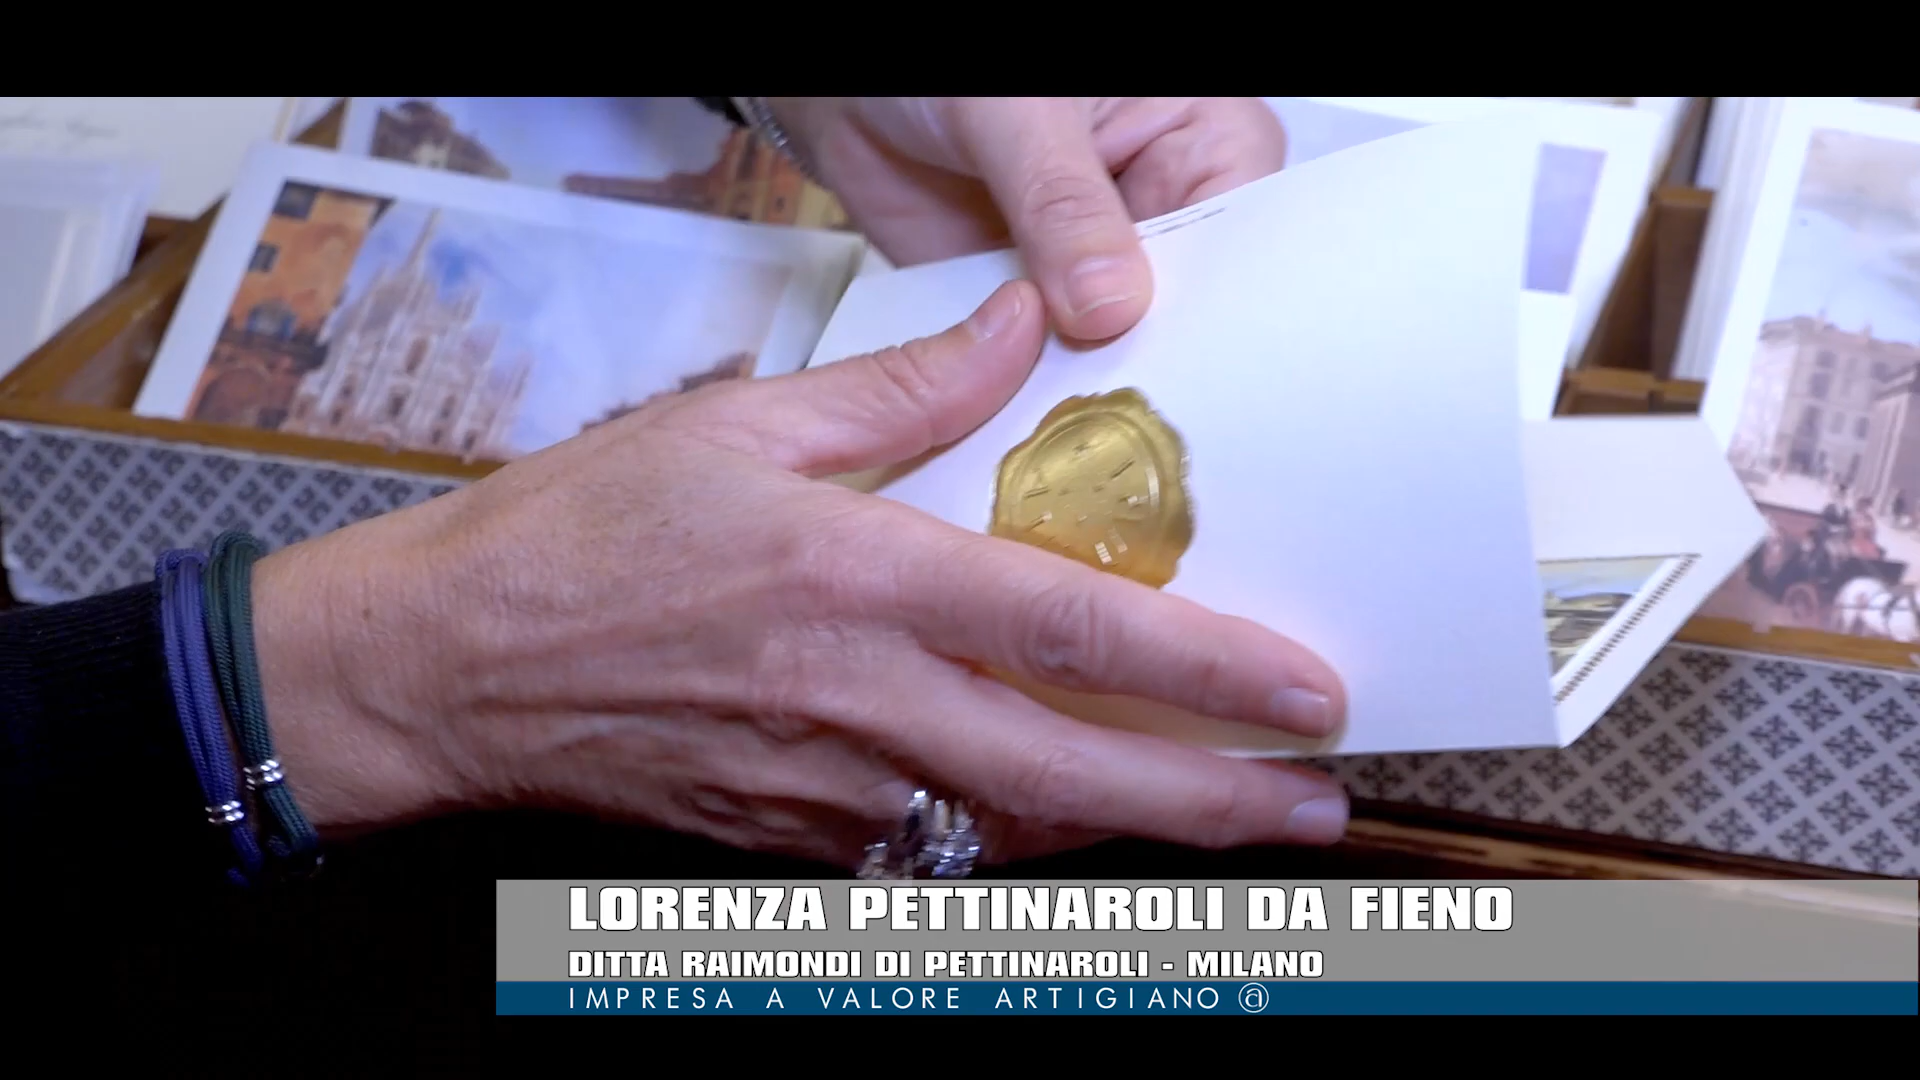 LORENZA PETTINAROLI DA FIENO
DITTA RAIMONDI DI PETTINAROLI - MILANO
IMPRESA A VALORE ARTIGIANO @